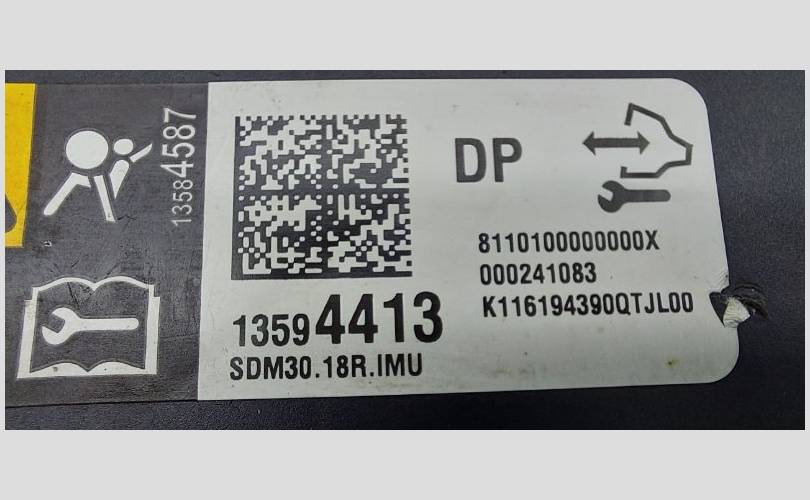 13584587
DP
8110100000000X
000241083
K116194390QTJL00
13594413
SDM30.18R.IMU